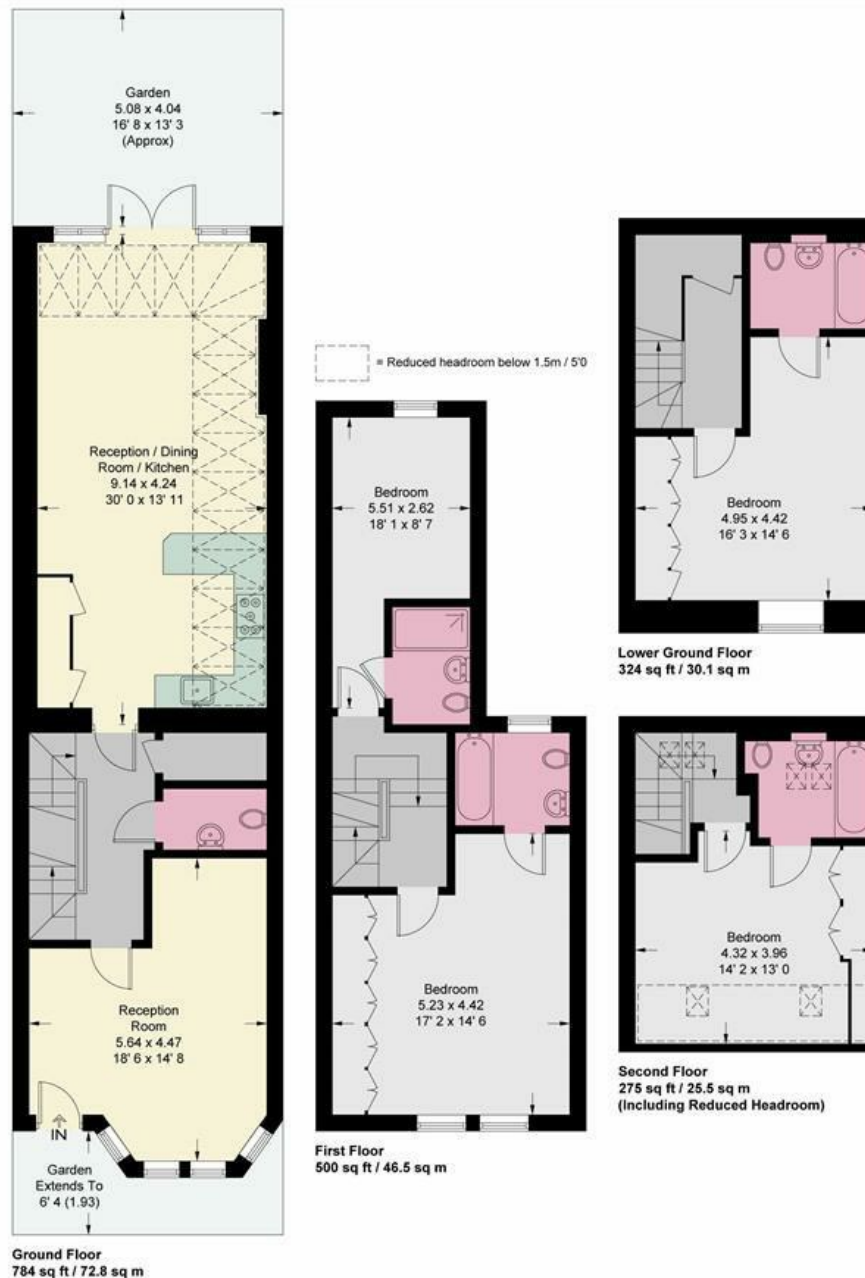 Garden
5.08 x 4.04
16' 8 x 13' 3
(Approx)
Reception / Dining
Room / Kitchen
9.14 x 4.24
30' 0 x 13' 11
Reception
Room
5.64 x 4.47
18' 6 x 14' 8
IN
Garden
Extends To
6' 4 (1.93)
Ground Floor
784 sq ft / 72.8 sq m
= Reduced headroom below 1.5m / 5'0
Bedroom
5.51 x 2.62
18' 1 x 8' 7
Bedroom
5.23 x 4.42
17' 2 x 14' 6
First Floor
500 sq ft / 46.5 sq m
Bedroom
4.95 x 4.42
16' 3 x 14' 6
Lower Ground Floor
324 sq ft / 30.1 sq m
Bedroom
4.32 x 3.96
14' 2 x 13' 0
Second Floor
275 sq ft / 25.5 sq m
(Including Reduced Headroom)